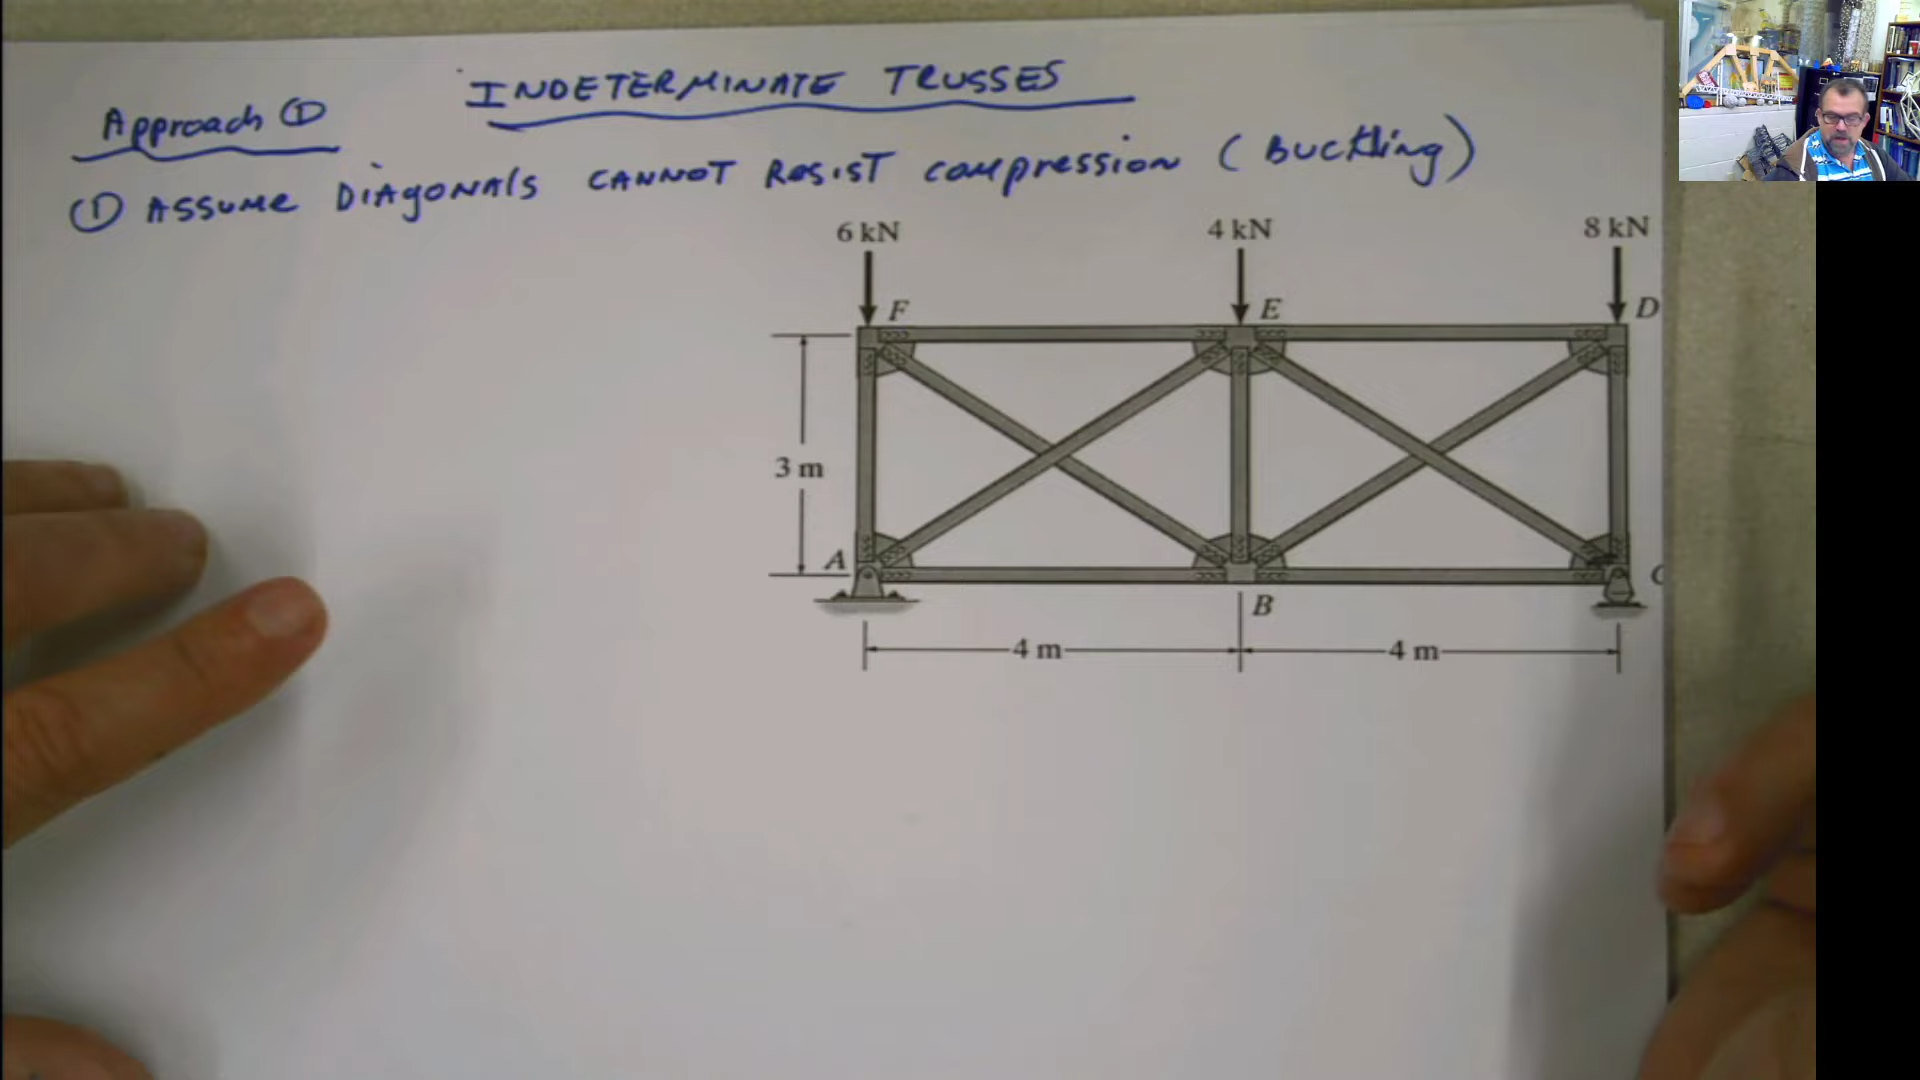 INDETERMINATE TRUSSES
Approach ①
① ASSUME DIAGONALS CANNOT RESIST compression (Buckling)
6 kN 4 kN 8 kN
F E D
3 m
A C
B
4 m 4 m